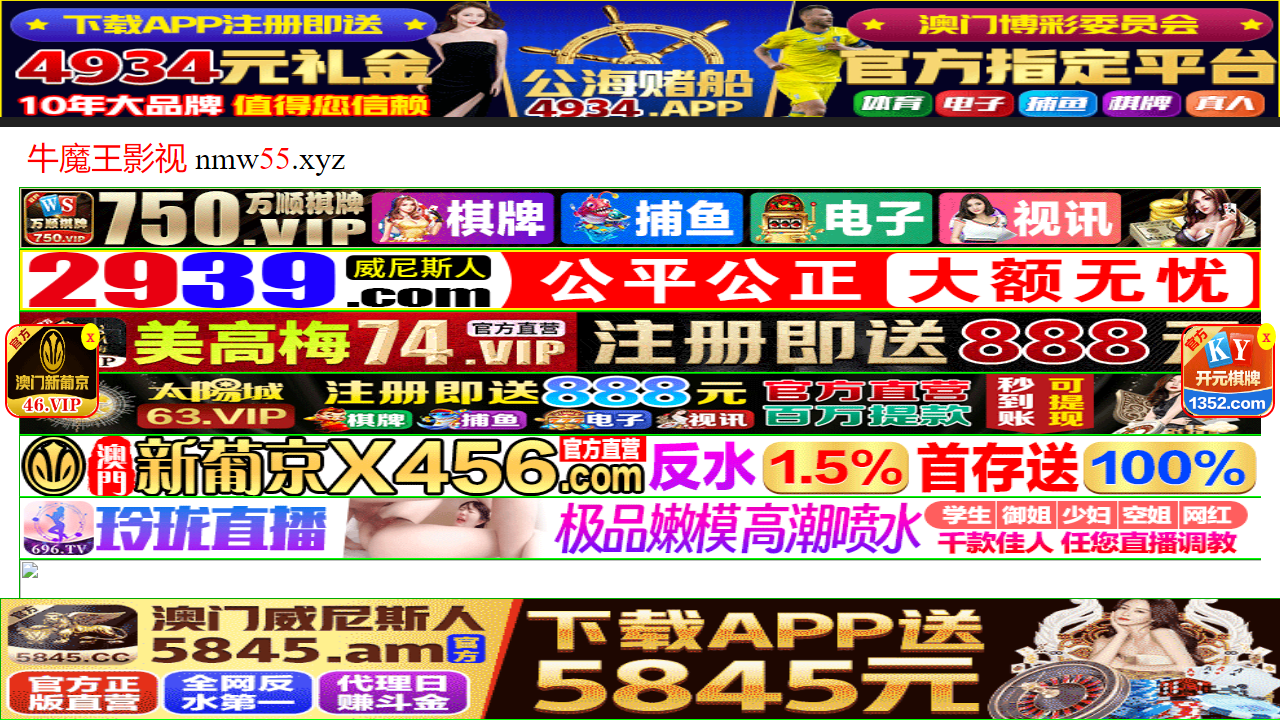 下载APP注册即送
4934元礼金
10年大品牌 值得您信赖
公海赌船
4934.APP
澳门博彩委员会
官方指定平台
体育 电子 捕鱼 棋牌 真人
牛魔王影视 nmw55.xyz
WS
万顺棋牌
750.VIP
750.VIP
万顺棋牌
棋牌 捕鱼 电子 视讯
2939.com
威尼斯人
公平公正 大额无忧
美高梅74.VIP
官方直营
注册即送888元
官方
澳门新葡京
46.VIP
x
官方
KY
开元棋牌
1352.com
x
太陽城
63.VIP
注册即送888元
棋牌 捕鱼 电子 视讯
官方直营
百万提款
秒到账
可提现
澳門
新葡京X456.com
官方直营
反水 1.5% 首存送 100%
696.TV
玲珑直播
极品嫩模 高潮喷水
学生 御姐 少妇 空姐 网红
千款佳人 任您直播调教
官方
5845.CC
澳门威尼斯人
5845.am
官方
官方正版直营
全网反水第一
代理日赚斗金
下载APP送
5845元